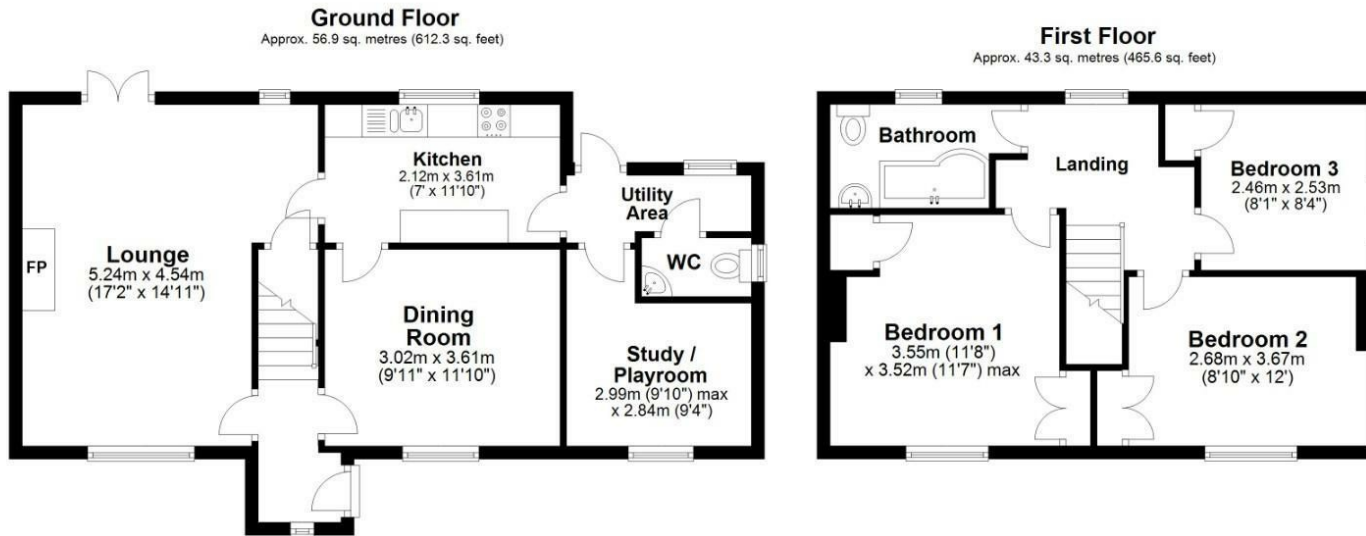 Ground Floor
Approx. 56.9 sq. metres (612.3 sq. feet)
Kitchen
2.12m x 3.61m
(7' x 11'10")
Utility
Area
Lounge
5.24m x 4.54m
(17'2" x 14'11")
FP
WC
Dining
Room
3.02m x 3.61m
(9'11" x 11'10")
Study /
Playroom
2.99m (9'10") max
x 2.84m (9'4")
First Floor
Approx. 43.3 sq. metres (465.6 sq. feet)
Bathroom
Landing
Bedroom 3
2.46m x 2.53m
(8'1" x 8'4")
Bedroom 1
3.55m (11'8")
x 3.52m (11'7") max
Bedroom 2
2.68m x 3.67m
(8'10" x 12')